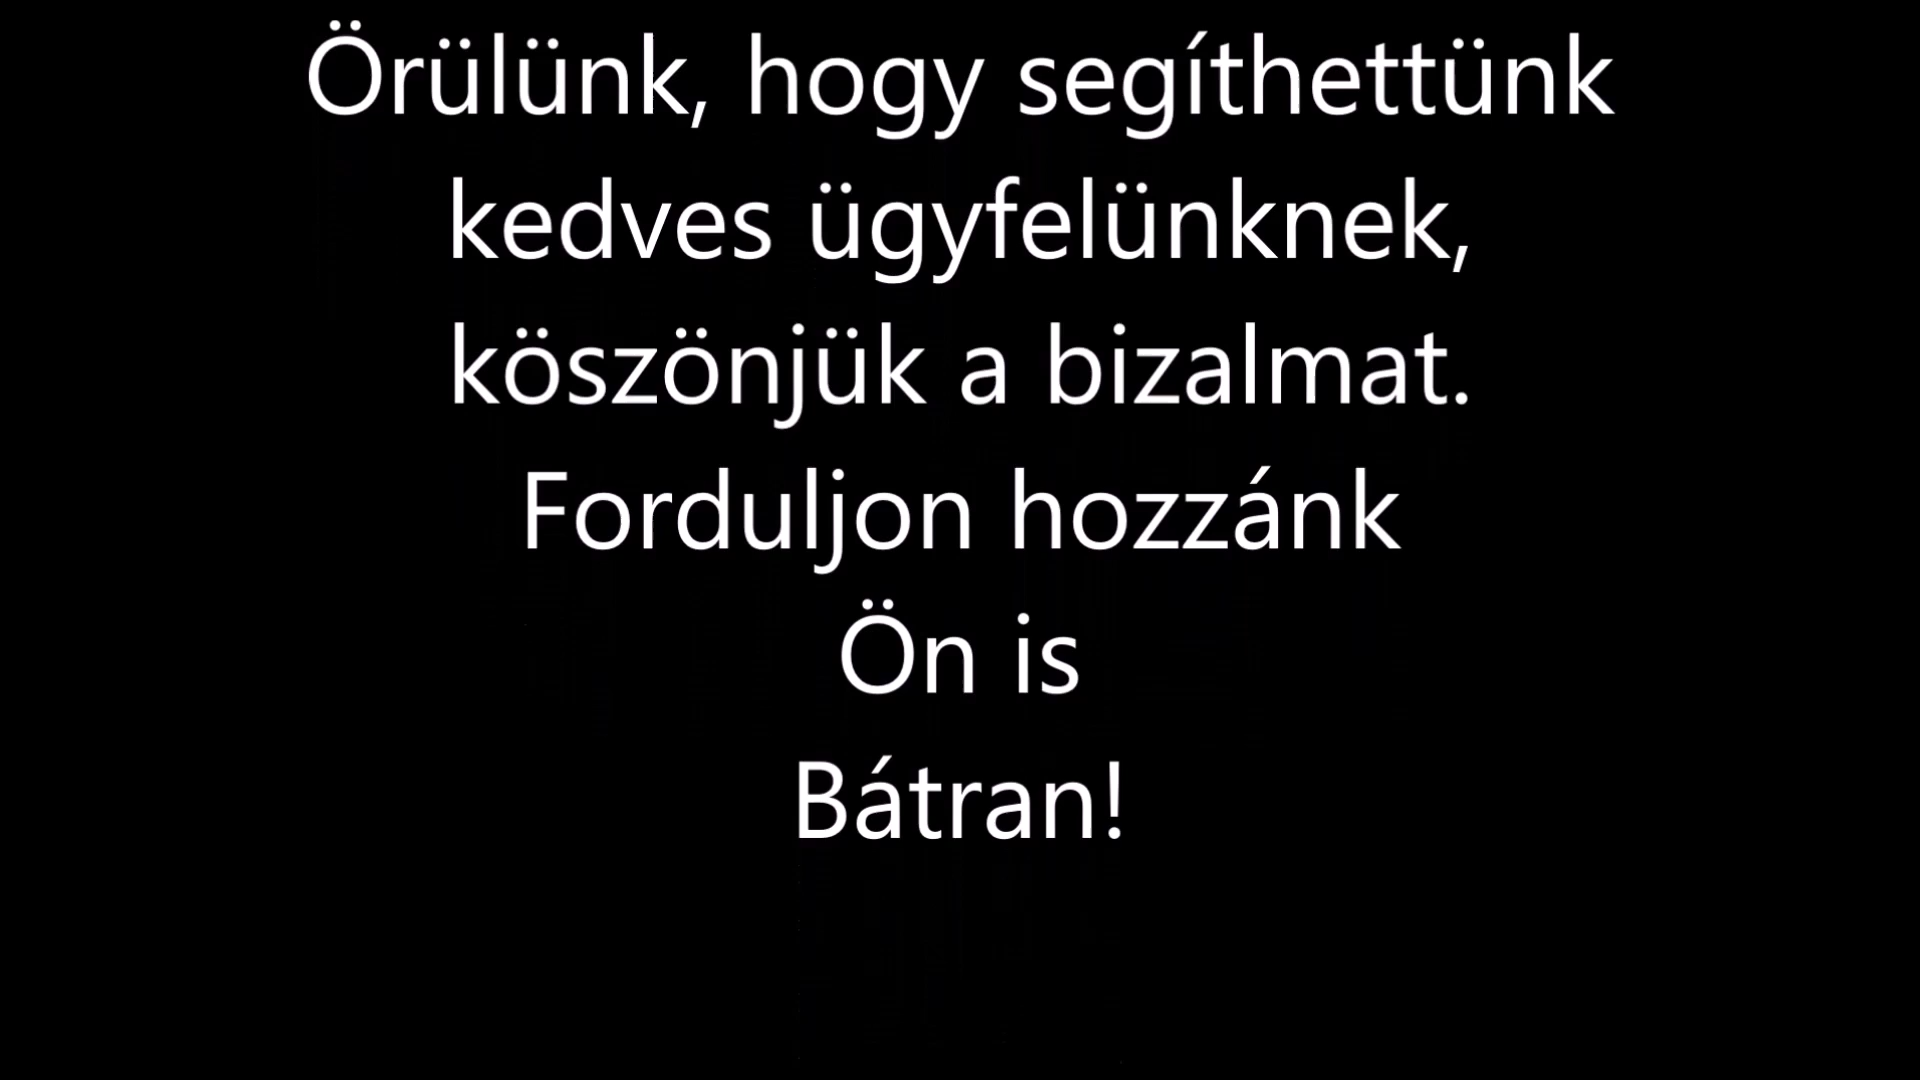 Örülünk, hogy segíthettünk
kedves ügyfelünknek,
köszönjük a bizalmat.
Forduljon hozzánk
Ön is
Bátran!